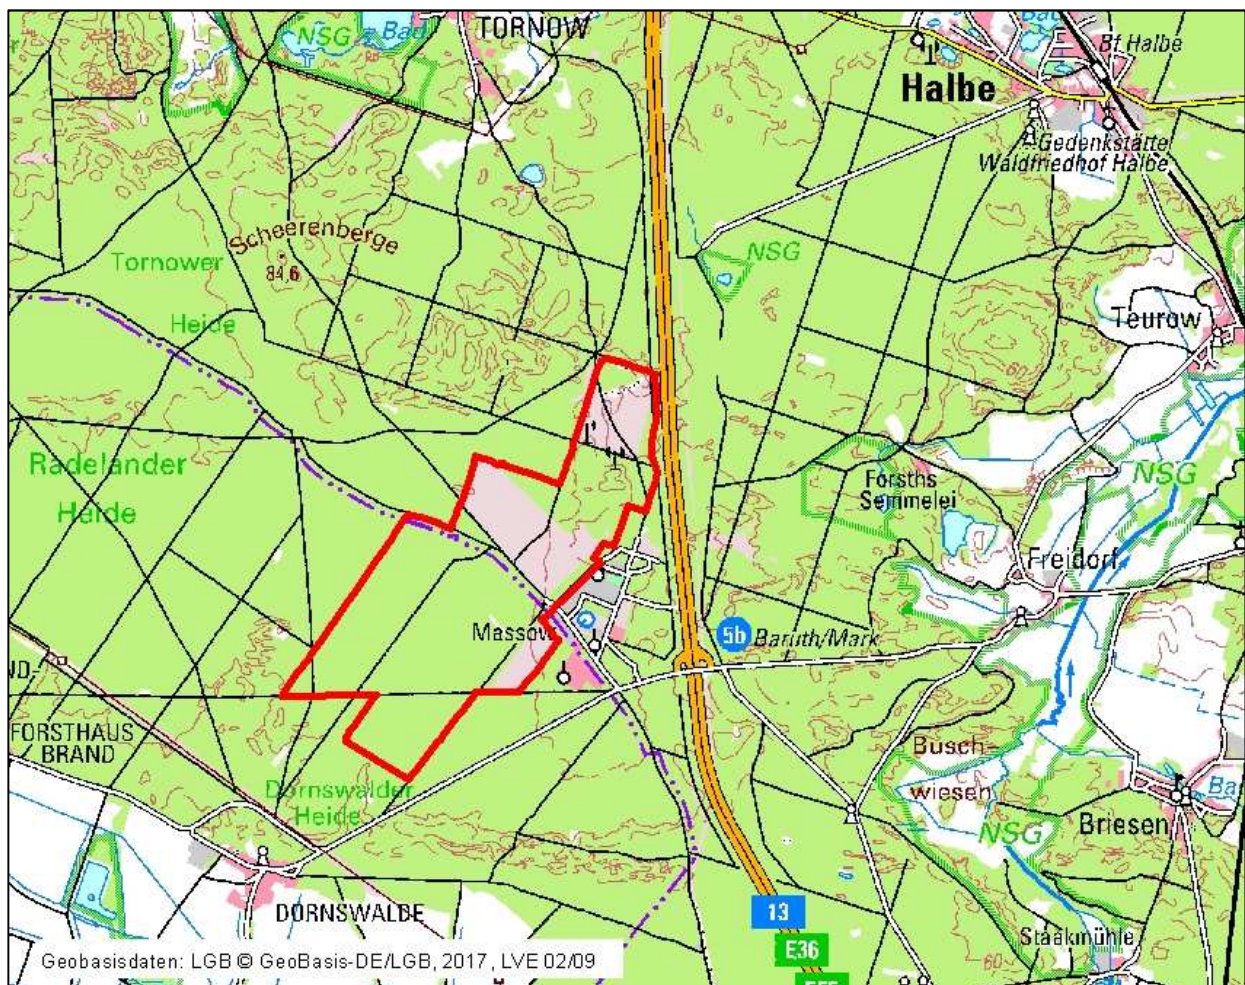 NSG
Bad
TORNOW
Bf Halbe
Halbe
Gedenkstätte
Waldfriedhof Halbe
NSG
Scheerenberge
84,6
Tornower
Heide
Teurow
60
Radelander
Heide
Forsths
Semmelei
NSG
Freidorf
Massow
5b
Baruth/Mark
FORSTHAUS
BRAND
Dornswalder
Heide
Busch-
wiesen
NSG
Briesen
DORNSWALDE
13
E36
Staakmühle
60
Geobasisdaten: LGB © GeoBasis-DE/LGB, 2017, LVE 02/09